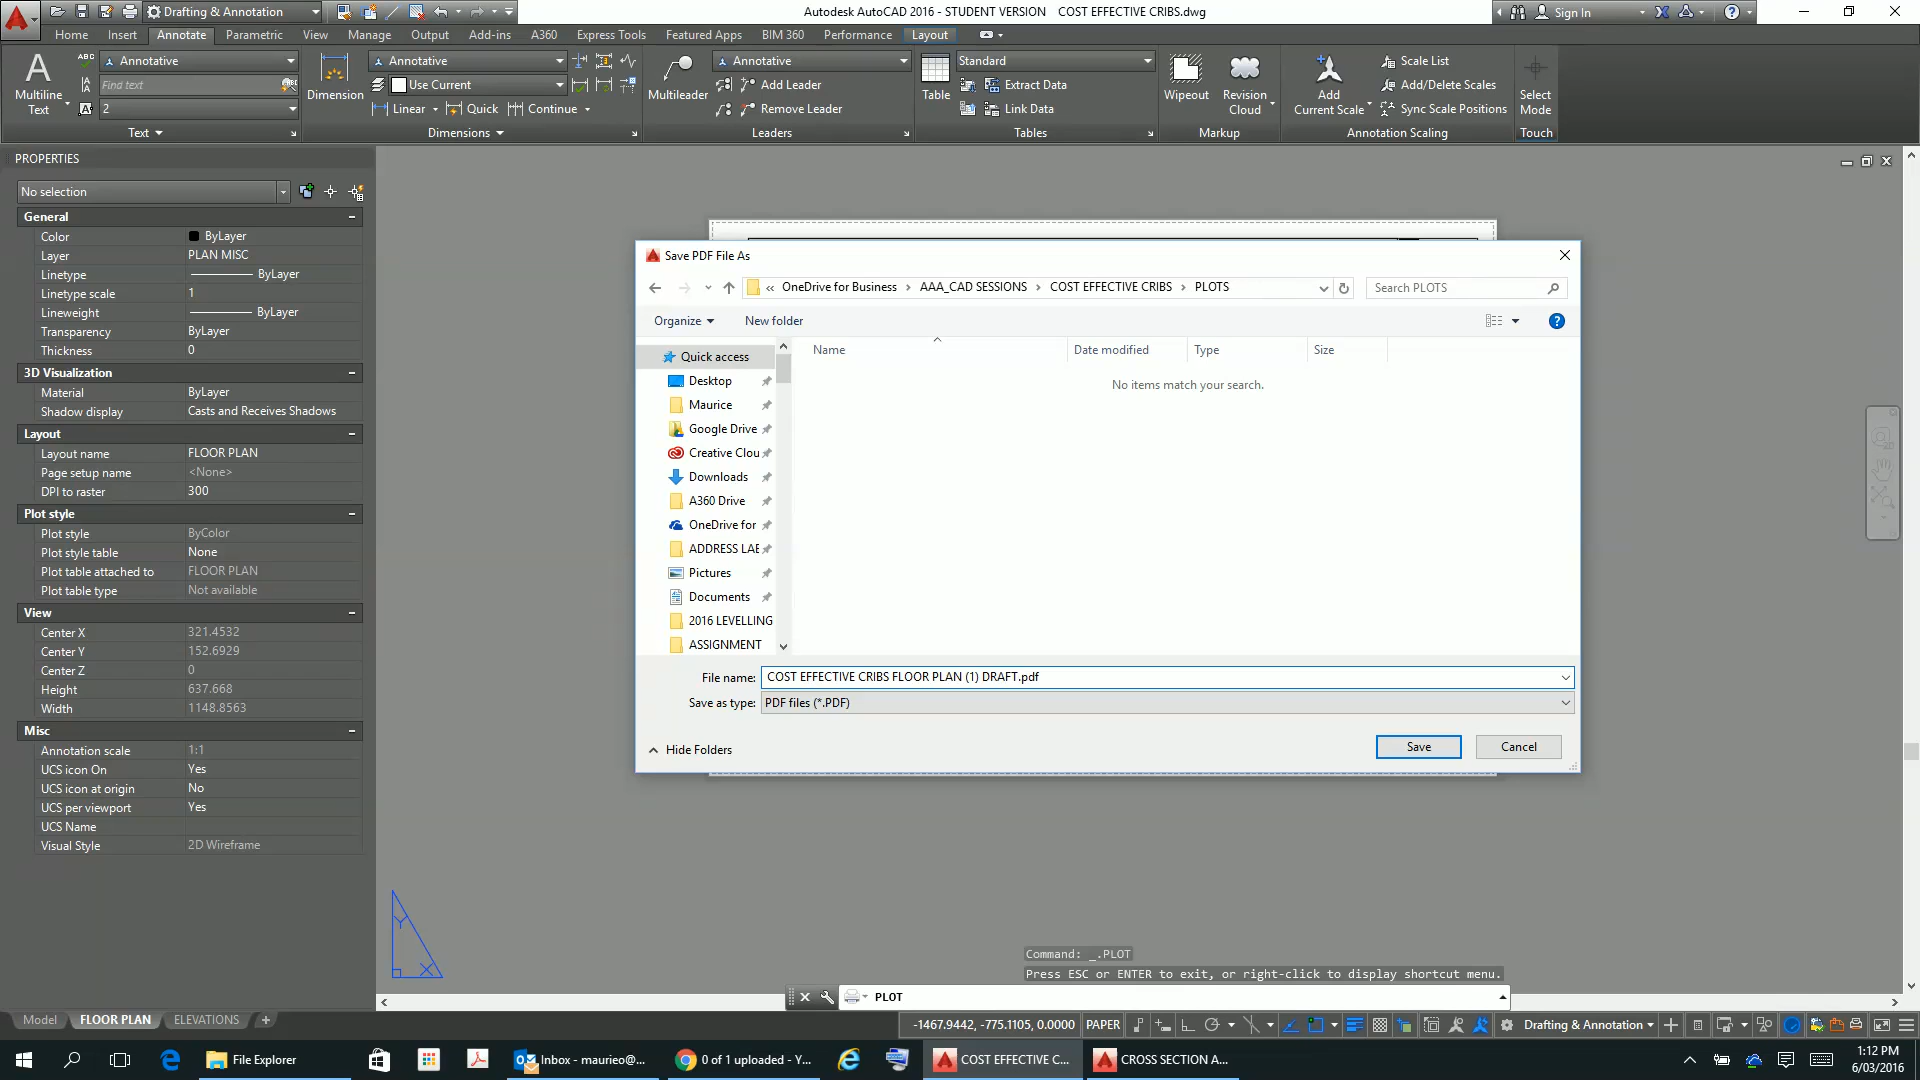 Drafting & Annotation
Autodesk AutoCAD 2016 - STUDENT VERSION COST EFFECTIVE CRIBS.dwg
Sign In
Home Insert Annotate Parametric View Manage Output Add-ins A360 Express Tools Featured Apps BIM 360 Performance Layout
Multiline Text
Annotative
Find text
2
Text
Dimension
Annotative
Use Current
Linear Quick Continue
Dimensions
Multileader
Annotative
Add Leader
Remove Leader
Leaders
Table
Standard
Extract Data
Link Data
Tables
Wipeout
Revision Cloud
Markup
Add Current Scale
Scale List
Add/Delete Scales
Sync Scale Positions
Annotation Scaling
Select Mode
Touch
PROPERTIES
No selection
General
Color ByLayer
Layer PLAN MISC
Linetype ByLayer
Linetype scale 1
Lineweight ByLayer
Transparency ByLayer
Thickness 0
3D Visualization
Material ByLayer
Shadow display Casts and Receives Shadows
Layout
Layout name FLOOR PLAN
Page setup name <None>
DPI to raster 300
Plot style
Plot style ByColor
Plot style table None
Plot table attached to FLOOR PLAN
Plot table type Not available
View
Center X 321.4532
Center Y 152.6929
Center Z 0
Height 637.668
Width 1148.8563
Misc
Annotation scale 1:1
UCS icon On Yes
UCS icon at origin No
UCS per viewport Yes
UCS Name
Visual Style 2D Wireframe
Save PDF File As
« OneDrive for Business › AAA_CAD SESSIONS › COST EFFECTIVE CRIBS › PLOTS
Search PLOTS
Organize New folder
Name Date modified Type Size
No items match your search.
Quick access
Desktop
Maurice
Google Drive
Creative Clou
Downloads
A360 Drive
OneDrive for
ADDRESS LAE
Pictures
Documents
2016 LEVELLING
ASSIGNMENT
File name: COST EFFECTIVE CRIBS FLOOR PLAN (1) DRAFT.pdf
Save as type: PDF files (*.PDF)
Hide Folders
Save Cancel
Y
X
Command: _.PLOT
Press ESC or ENTER to exit, or right-click to display shortcut menu.
PLOT
Model FLOOR PLAN ELEVATIONS +
-1467.9442, -775.1105, 0.0000 PAPER
Drafting & Annotation
File Explorer
Inbox - maurieo@...
0 of 1 uploaded - Y...
COST EFFECTIVE C...
CROSS SECTION A...
1:12 PM
6/03/2016